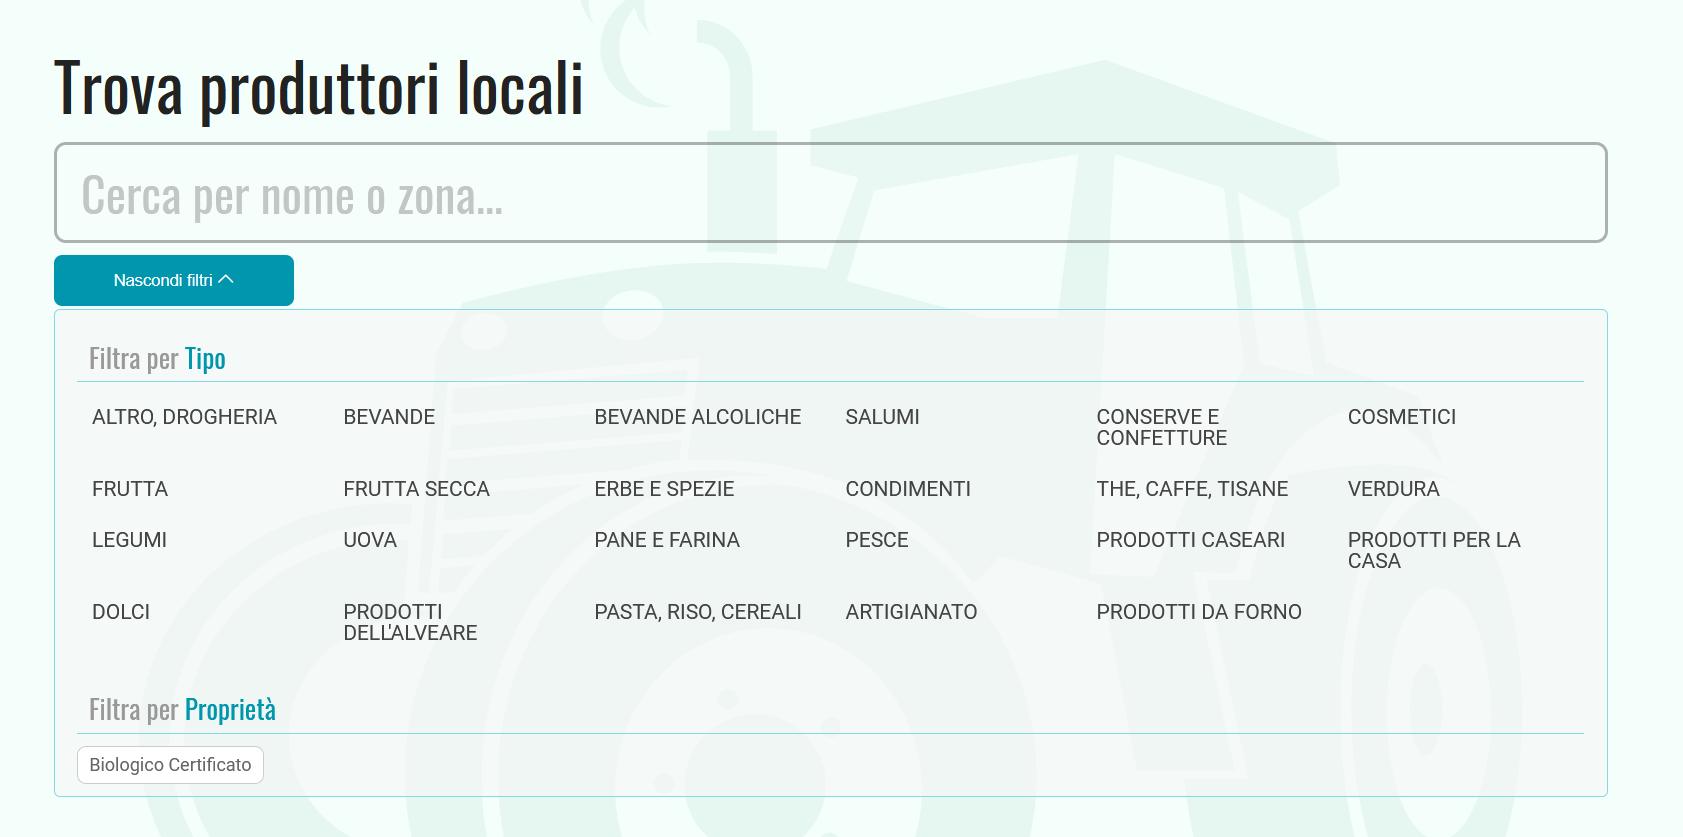 Trova produttori locali
Cerca per nome o zona...
Nascondi filtri
Filtra per Tipo
ALTRO, DROGHERIA
BEVANDE
BEVANDE ALCOLICHE
SALUMI
CONSERVE E
CONFETTURE
COSMETICI
FRUTTA
FRUTTA SECCA
ERBE E SPEZIE
CONDIMENTI
THE, CAFFE, TISANE
VERDURA
LEGUMI
UOVA
PANE E FARINA
PESCE
PRODOTTI CASEARI
PRODOTTI PER LA
CASA
DOLCI
PRODOTTI
DELL'ALVEARE
PASTA, RISO, CEREALI
ARTIGIANATO
PRODOTTI DA FORNO
Filtra per Proprietà
Biologico Certificato